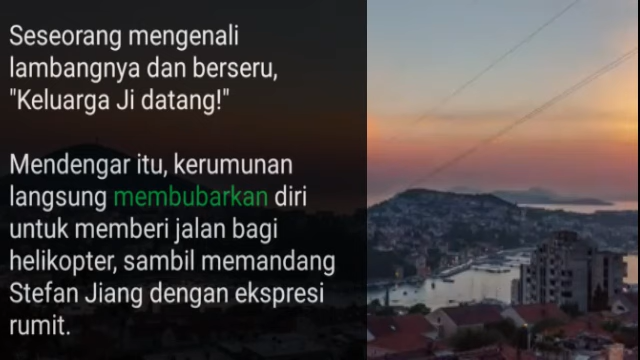 Seseorang mengenali
lambangnya dan berseru,
"Keluarga Ji datang!"
Mendengar itu, kerumunan
langsung membubarkan diri
untuk memberi jalan bagi
helikopter, sambil memandang
Stefan Jiang dengan ekspresi
rumit.